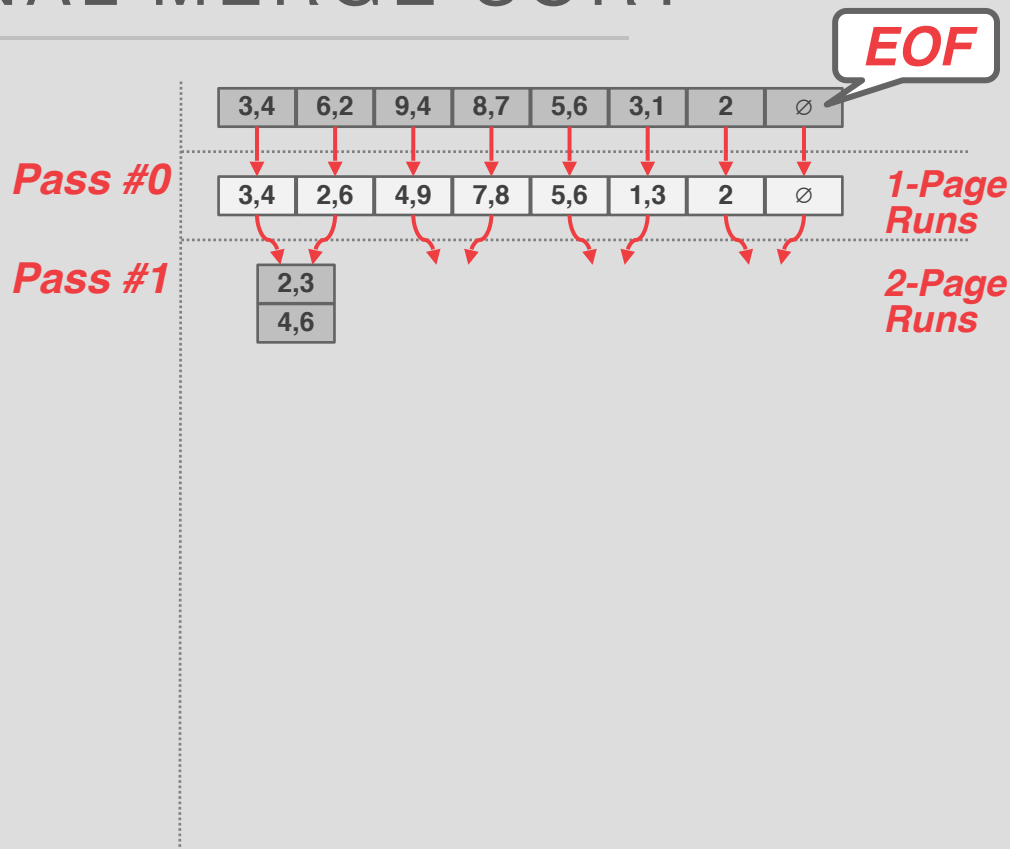 MERGE SORT
EOF
3,4 6,2 9,4 8,7 5,6 3,1 2 ∅
Pass #0
3,4 2,6 4,9 7,8 5,6 1,3 2 ∅
1-Page
Runs
Pass #1
2,3
4,6
2-Page
Runs